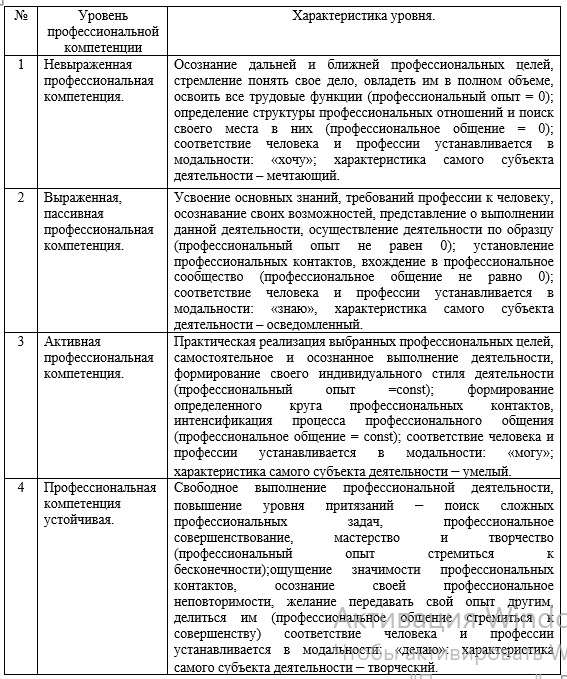 № Уровень Характеристика уровня.
профессиональной
компетенции
1 Невыраженная Осознание дальней и ближней профессиональных целей,
профессиональная стремление понять свое дело, овладеть им в полном объеме,
компетенция. освоить все трудовые функции (профессиональный опыт = 0);
определение структуры профессиональных отношений и поиск
своего места в них (профессиональное общение = 0);
соответствие человека и профессии устанавливается в
модальности: «хочу»; характеристика самого субъекта
деятельности – мечтающий.
2 Выраженная, Усвоение основных знаний, требований профессии к человеку,
пассивная осознавание своих возможностей, представление о выполнении
профессиональная данной деятельности, осуществление деятельности по образцу
компетенция. (профессиональный опыт не равен 0); установление
профессиональных контактов, вхождение в профессиональное
сообщество (профессиональное общение не равно 0);
соответствие человека и профессии устанавливается в
модальности: «знаю», характеристика самого субъекта
деятельности – осведомленный.
3 Активная Практическая реализация выбранных профессиональных целей,
профессиональная самостоятельное и осознанное выполнение деятельности,
компетенция. формирование своего индивидуального стиля деятельности
(профессиональный опыт =const); формирование
определенного круга профессиональных контактов,
интенсификация процесса профессионального общения
(профессиональное общение = const); соответствие человека и
профессии устанавливается в модальности: «могу»;
характеристика самого субъекта деятельности – умелый.
4 Профессиональная Свободное выполнение профессиональной деятельности,
компетенция повышение уровня притязаний – поиск сложных
устойчивая. профессиональных задач, профессиональное
совершенствование, мастерство и творчество
(профессиональный опыт стремиться к
бесконечности);ощущение значимости профессиональных
контактов, осознание своей профессиональное
неповторимости, желание передавать свой опыт другим,
делиться им (профессиональное общение стремиться к
совершенству) соответствие человека и профессии
устанавливается в модальности: «делаю»; характеристика
самого субъекта деятельности – творческий.
Активация Windo
Чтобы активировать W